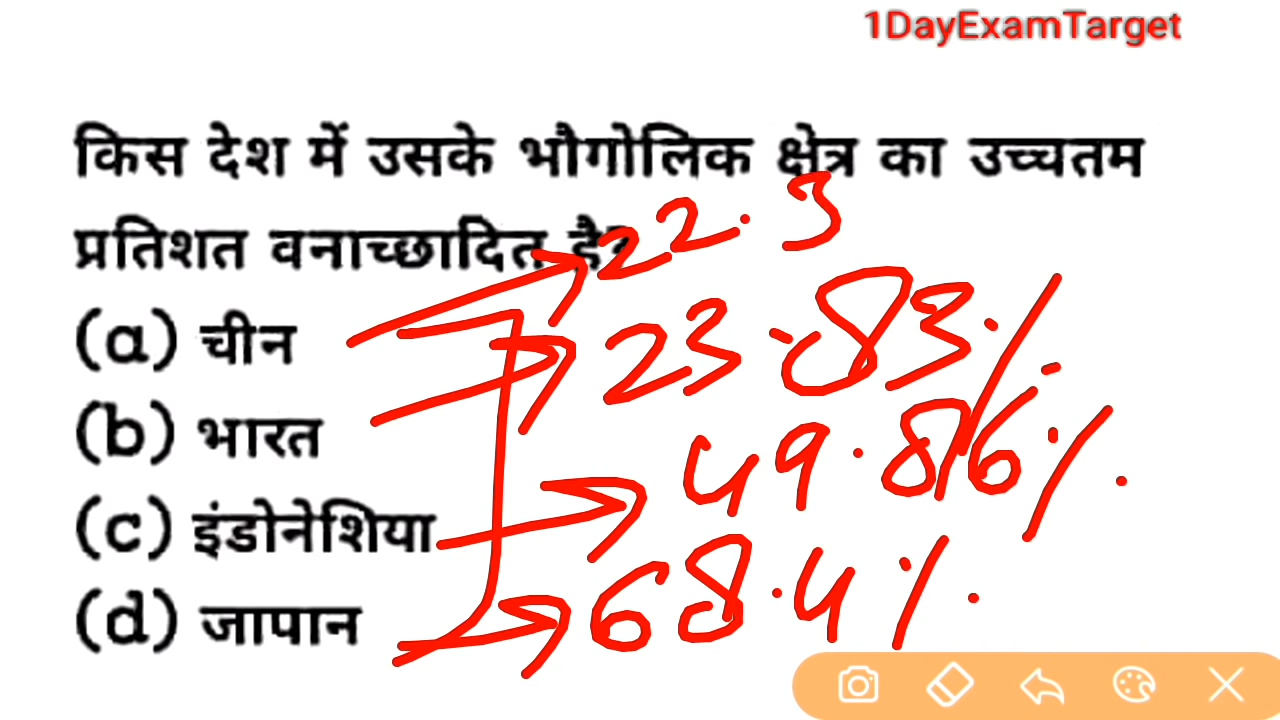 1DayExamTarget
किस देश में उसके भौगोलिक क्षेत्र का उच्चतम
प्रतिशत वनाच्छादित है?
22.3
(a) चीन
23.83%
(b) भारत
49.86%.
(c) इंडोनेशिया
68.4%.
(d) जापान